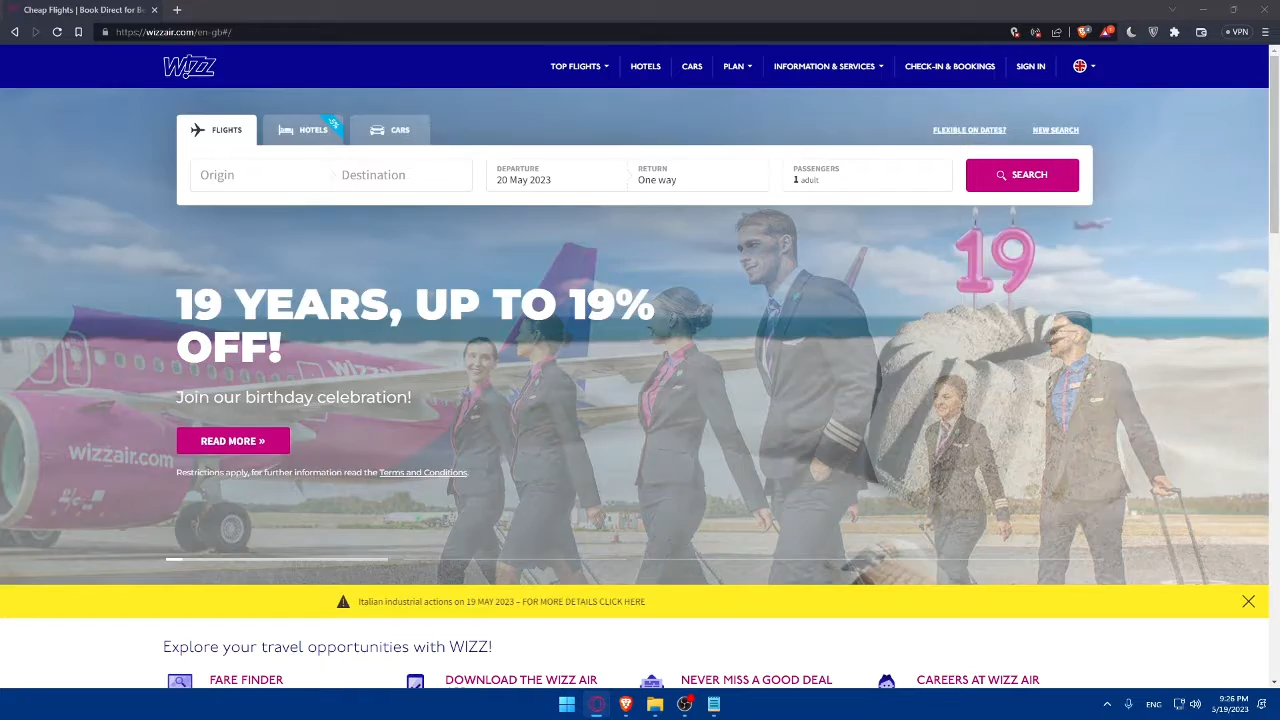 Cheap Flights | Book Direct for B
https://wizzair.com/en-gb#/
VPN
WIZZ
TOP FLIGHTS
HOTELS
CARS
PLAN
INFORMATION & SERVICES
CHECK-IN & BOOKINGS
SIGN IN
FLIGHTS
HOTELS
-5%
CARS
FLEXIBLE ON DATES?
NEW SEARCH
Origin
Destination
DEPARTURE
20 May 2023
RETURN
One way
PASSENGERS
1 adult
SEARCH
19
19 YEARS, UP TO 19%
OFF!
Join our birthday celebration!
READ MORE »
Restrictions apply, for further information read the Terms and Conditions.
wizzair.com
Italian industrial actions on 19 MAY 2023 – FOR MORE DETAILS CLICK HERE
Explore your travel opportunities with WIZZ!
FARE FINDER
DOWNLOAD THE WIZZ AIR
NEVER MISS A GOOD DEAL
CAREERS AT WIZZ AIR
ENG
9:26 PM
5/19/2023